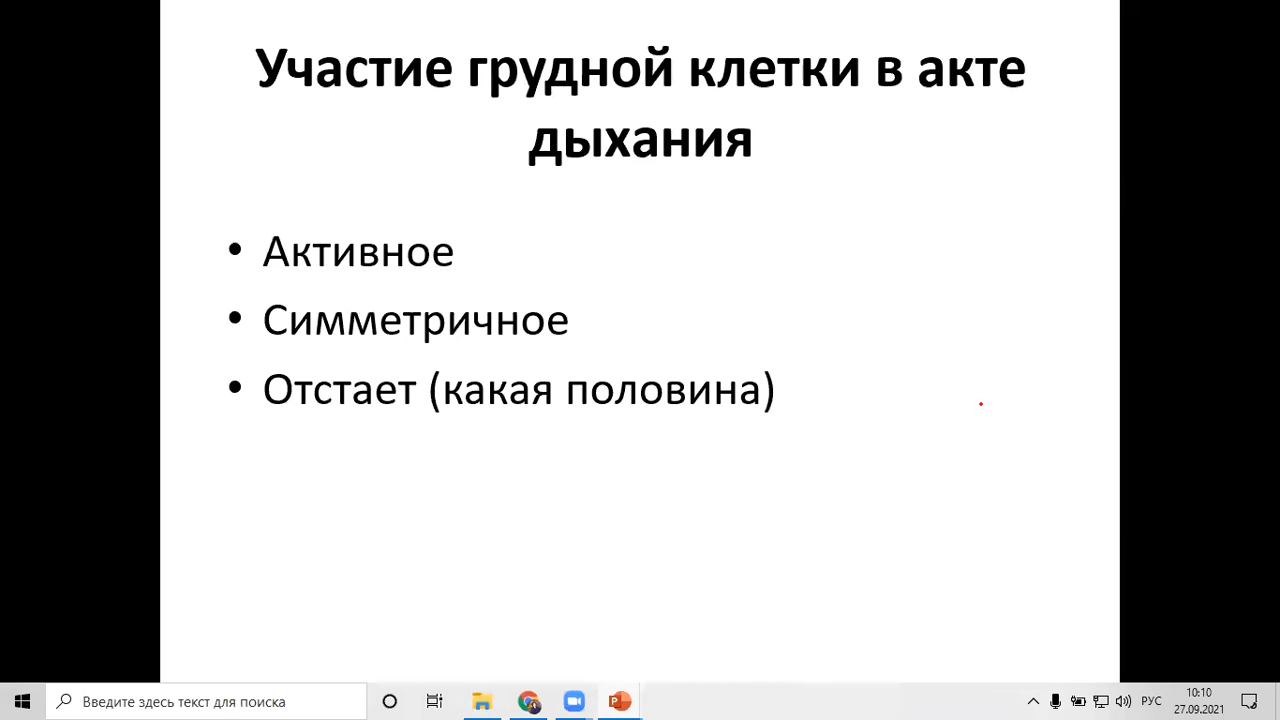 Участие грудной клетки в акте
дыхания
• Активное
• Симметричное
• Отстает (какая половина)
Введите здесь текст для поиска
РУС
10:10
27.09.2021